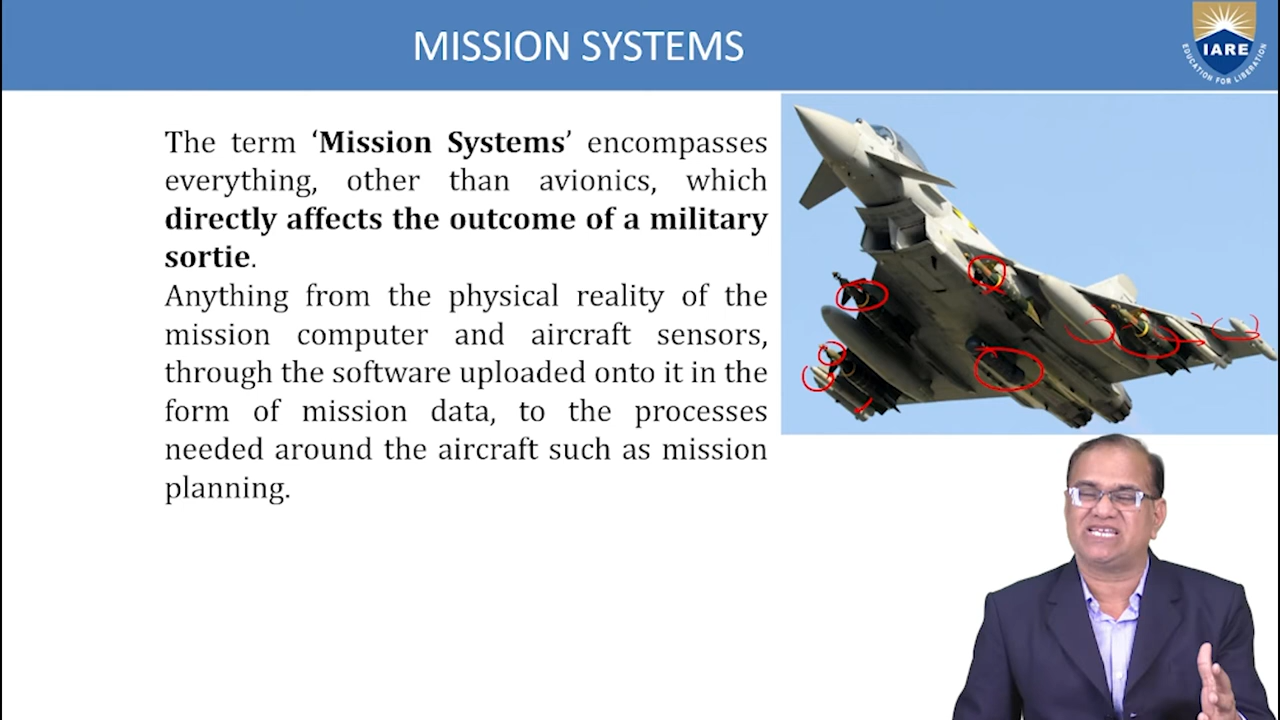 MISSION SYSTEMS
IARE
EDUCATION FOR LIBERATION
The term ‘Mission Systems’ encompasses
everything, other than avionics, which
directly affects the outcome of a military
sortie.
Anything from the physical reality of the
mission computer and aircraft sensors,
through the software uploaded onto it in the
form of mission data, to the processes
needed around the aircraft such as mission
planning.